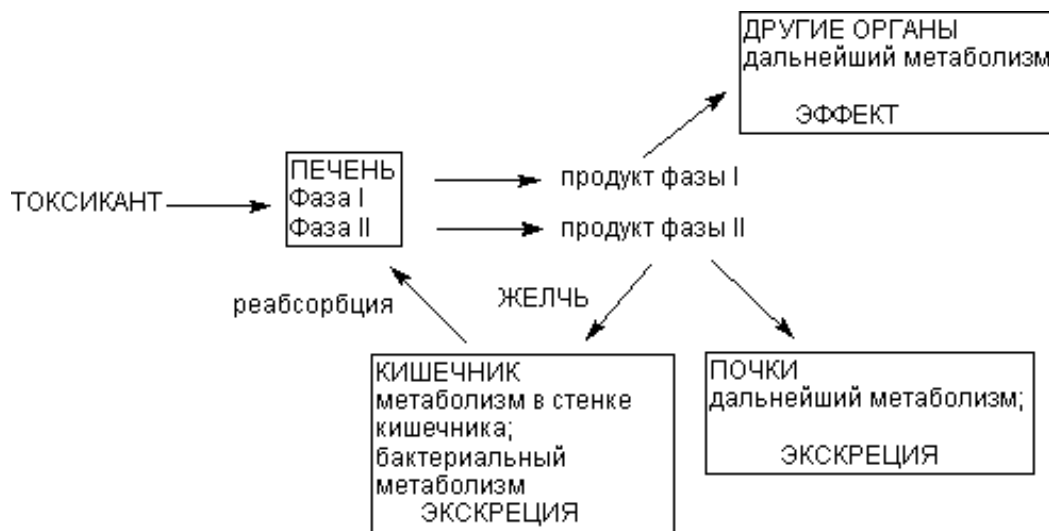 ДРУГИЕ ОРГАНЫ
дальнейший метаболизм
ЭФФЕКТ
ТОКСИКАНТ
ПЕЧЕНЬ
Фаза I
Фаза II
продукт фазы I
продукт фазы II
реабсорбция
ЖЕЛЧЬ
КИШЕЧНИК
метаболизм в стенке
кишечника;
бактериальный
метаболизм
ЭКСКРЕЦИЯ
ПОЧКИ
дальнейший метаболизм;
ЭКСКРЕЦИЯ